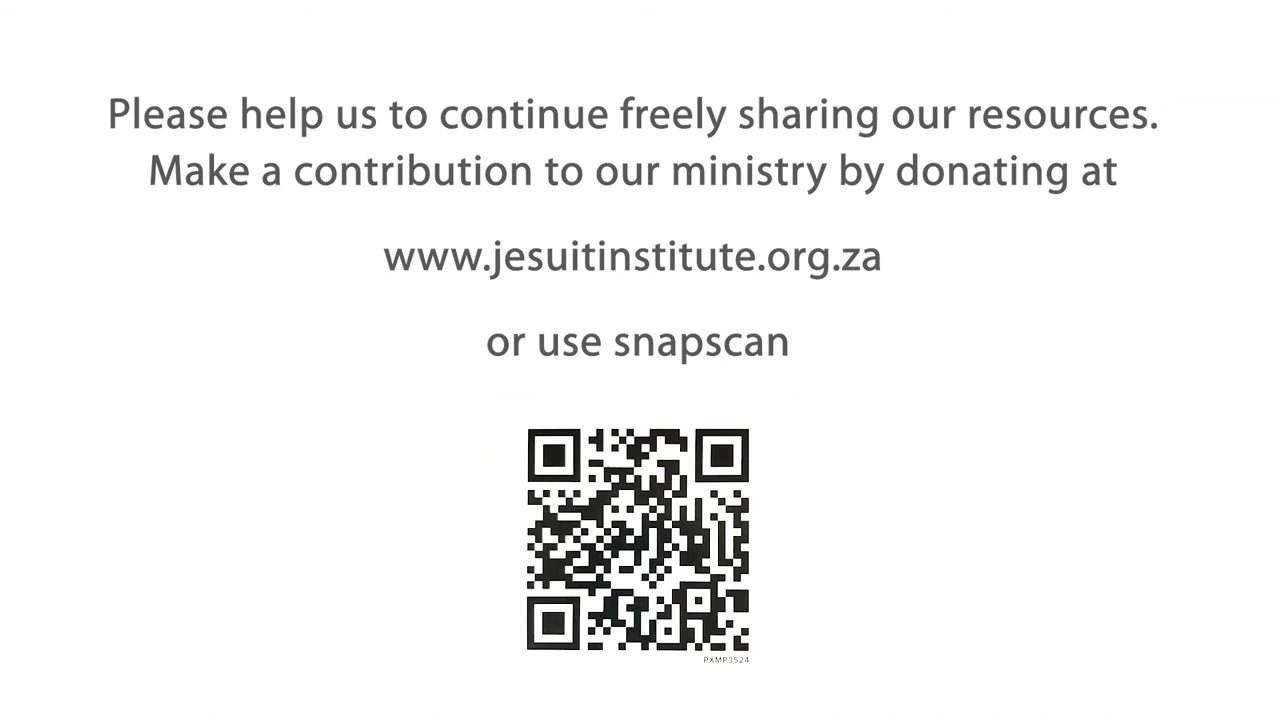 Please help us to continue freely sharing our resources.
Make a contribution to our ministry by donating at
www.jesuitinstitute.org.za
or use snapscan
PXMP3524